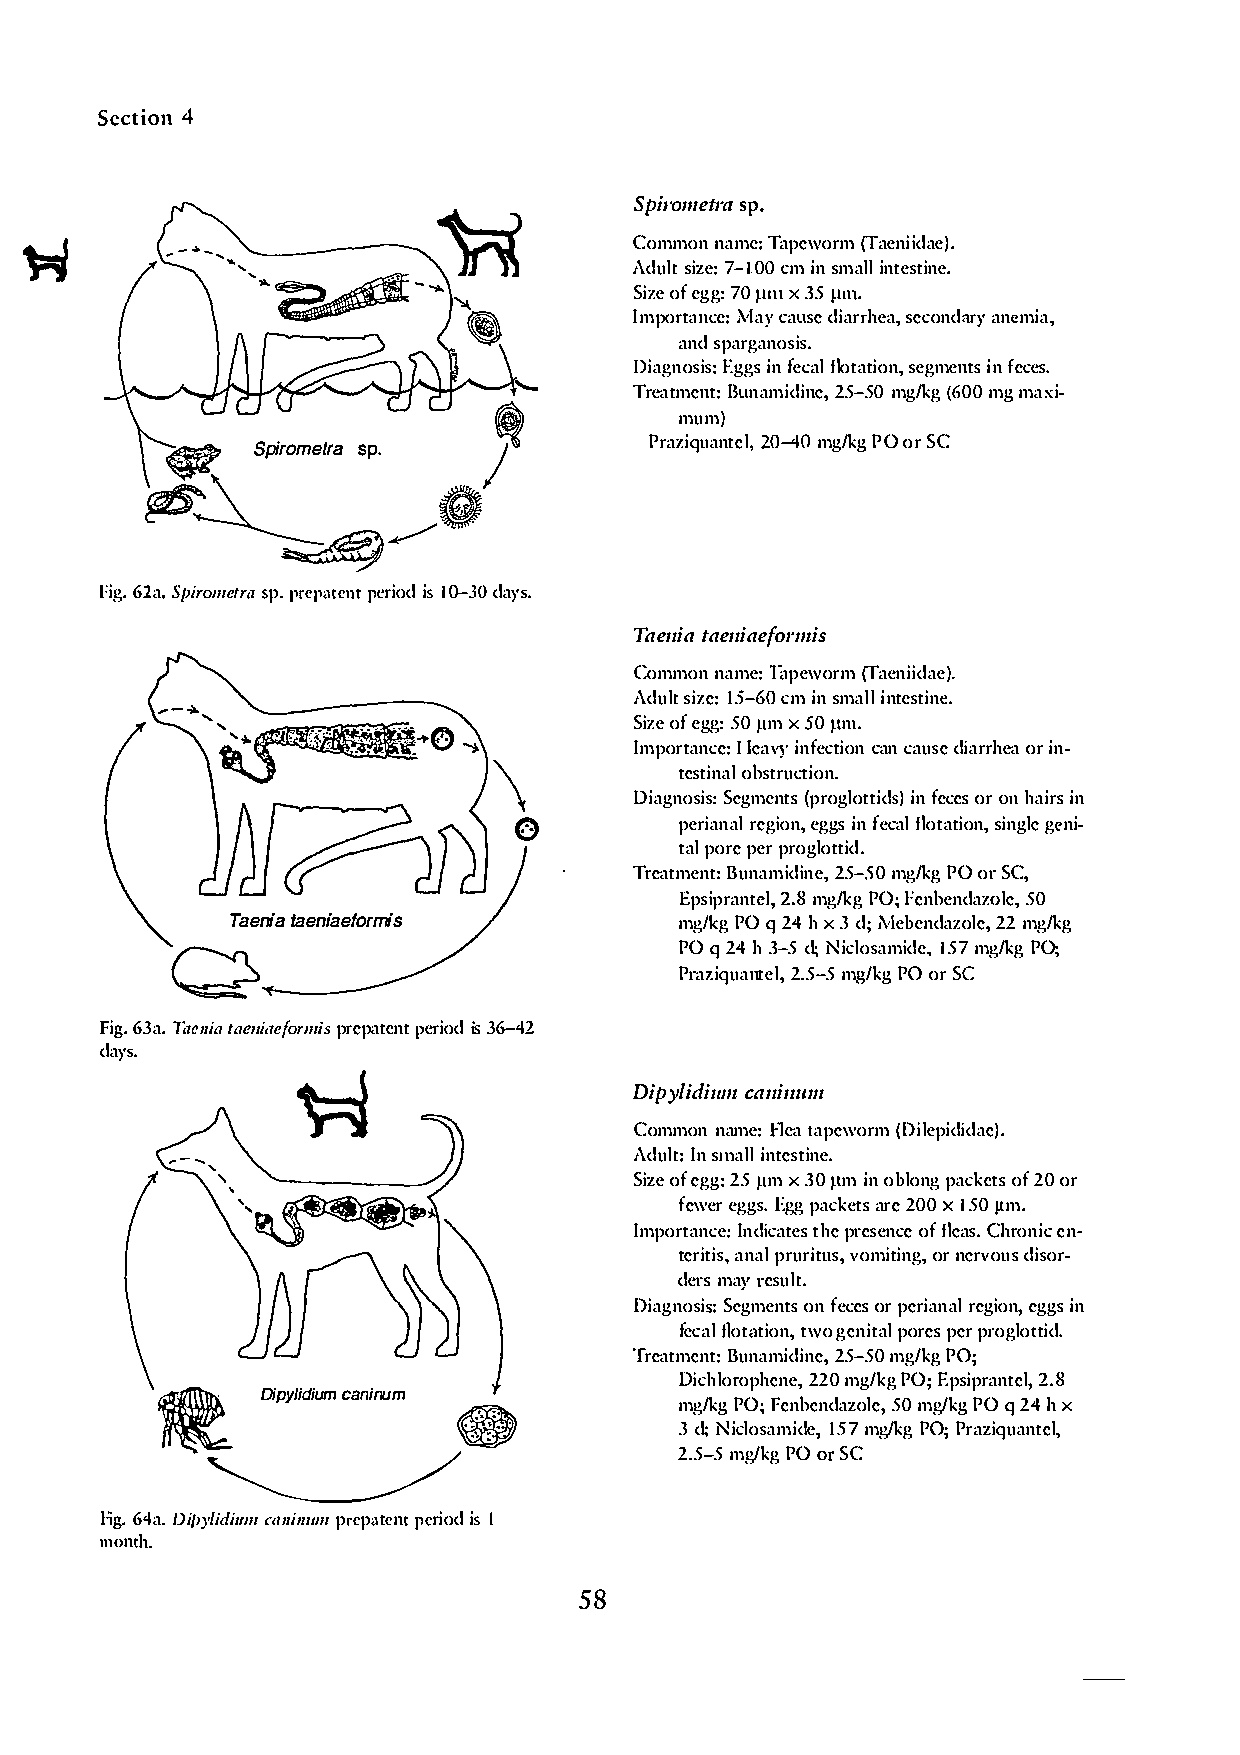 Section 4
Spirometra sp.
Common name: Tapeworm (Taeniidae).
Adult size: 7–100 cm in small intestine.
Size of egg: 70 µm × 35 µm.
Importance: May cause diarrhea, secondary anemia,
and sparganosis.
Diagnosis: Eggs in fecal flotation, segments in feces.
Treatment: Bunamidine, 25–50 mg/kg (600 mg maxi-
mum)
Praziquantel, 20–40 mg/kg PO or SC
Spirometra sp.
Fig. 62a. Spirometra sp. prepatent period is 10–30 days.
Taenia taeniaeformis
Common name: Tapeworm (Taeniidae).
Adult size: 15–60 cm in small intestine.
Size of egg: 50 µm × 50 µm.
Importance: Heavy infection can cause diarrhea or in-
testinal obstruction.
Diagnosis: Segments (proglottids) in feces or on hairs in
perianal region, eggs in fecal flotation, single geni-
tal pore per proglottid.
Treatment: Bunamidine, 25–50 mg/kg PO or SC,
Epsiprantel, 2.8 mg/kg PO; Fenbendazole, 50
mg/kg PO q 24 h × 3 d; Mebendazole, 22 mg/kg
PO q 24 h 3–5 d; Niclosamide, 157 mg/kg PO;
Praziquantel, 2.5–5 mg/kg PO or SC
Taenia taeniaeformis
Fig. 63a. Taenia taeniaeformis prepatent period is 36–42
days.
Dipylidium caninum
Common name: Flea tapeworm (Dilepididae).
Adult: In small intestine.
Size of egg: 25 µm × 30 µm in oblong packets of 20 or
fewer eggs. Egg packets are 200 × 150 µm.
Importance: Indicates the presence of fleas. Chronic en-
teritis, anal pruritus, vomiting, or nervous disor-
ders may result.
Diagnosis: Segments on feces or perianal region, eggs in
fecal flotation, two genital pores per proglottid.
Treatment: Bunamidine, 25–50 mg/kg PO;
Dichlorophene, 220 mg/kg PO; Epsiprantel, 2.8
mg/kg PO; Fenbendazole, 50 mg/kg PO q 24 h ×
3 d; Niclosamide, 157 mg/kg PO; Praziquantel,
2.5–5 mg/kg PO or SC
Dipylidium caninum
Fig. 64a. Dipylidium caninum prepatent period is 1
month.
58